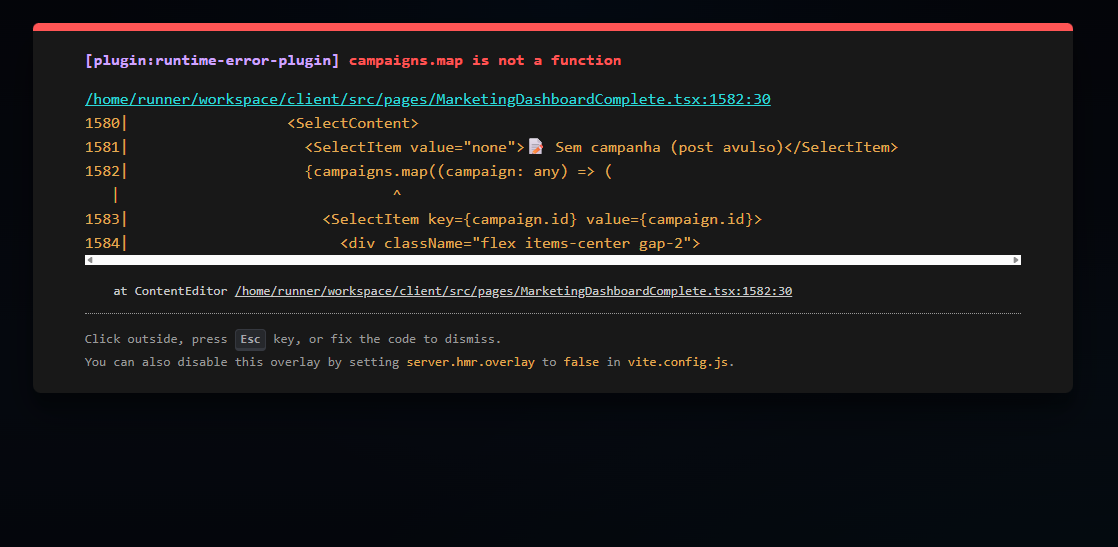 [plugin:runtime-error-plugin] campaigns.map is not a function
/home/runner/workspace/client/src/pages/MarketingDashboardComplete.tsx:1582:30
1580|                  <SelectContent>
1581|                    <SelectItem value="none">📝 Sem campanha (post avulso)</SelectItem>
1582|                    {campaigns.map((campaign: any) => (
|                              ^
1583|                      <SelectItem key={campaign.id} value={campaign.id}>
1584|                        <div className="flex items-center gap-2">
at ContentEditor /home/runner/workspace/client/src/pages/MarketingDashboardComplete.tsx:1582:30
Click outside, press Esc key, or fix the code to dismiss.
You can also disable this overlay by setting server.hmr.overlay to false in vite.config.js.